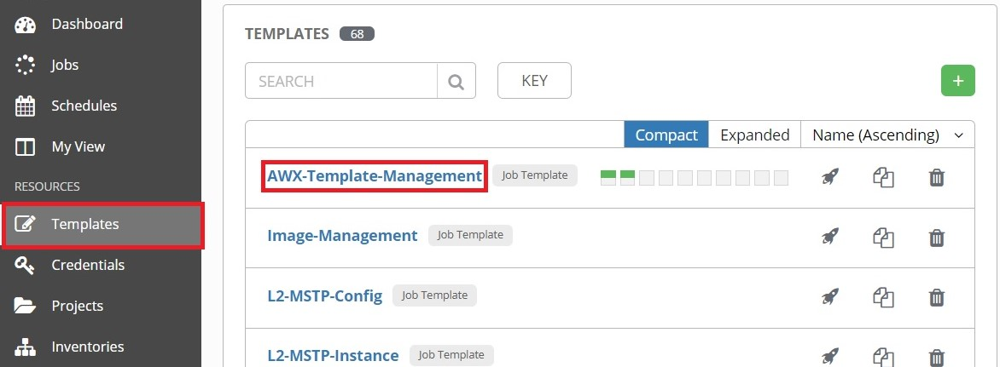 Dashboard
Jobs
Schedules
My View
RESOURCES
Templates
Credentials
Projects
Inventories
TEMPLATES 68
SEARCH KEY +
Compact Expanded Name (Ascending)
AWX-Template-Management Job Template
Image-Management Job Template
L2-MSTP-Config Job Template
L2-MSTP-Instance Job Template